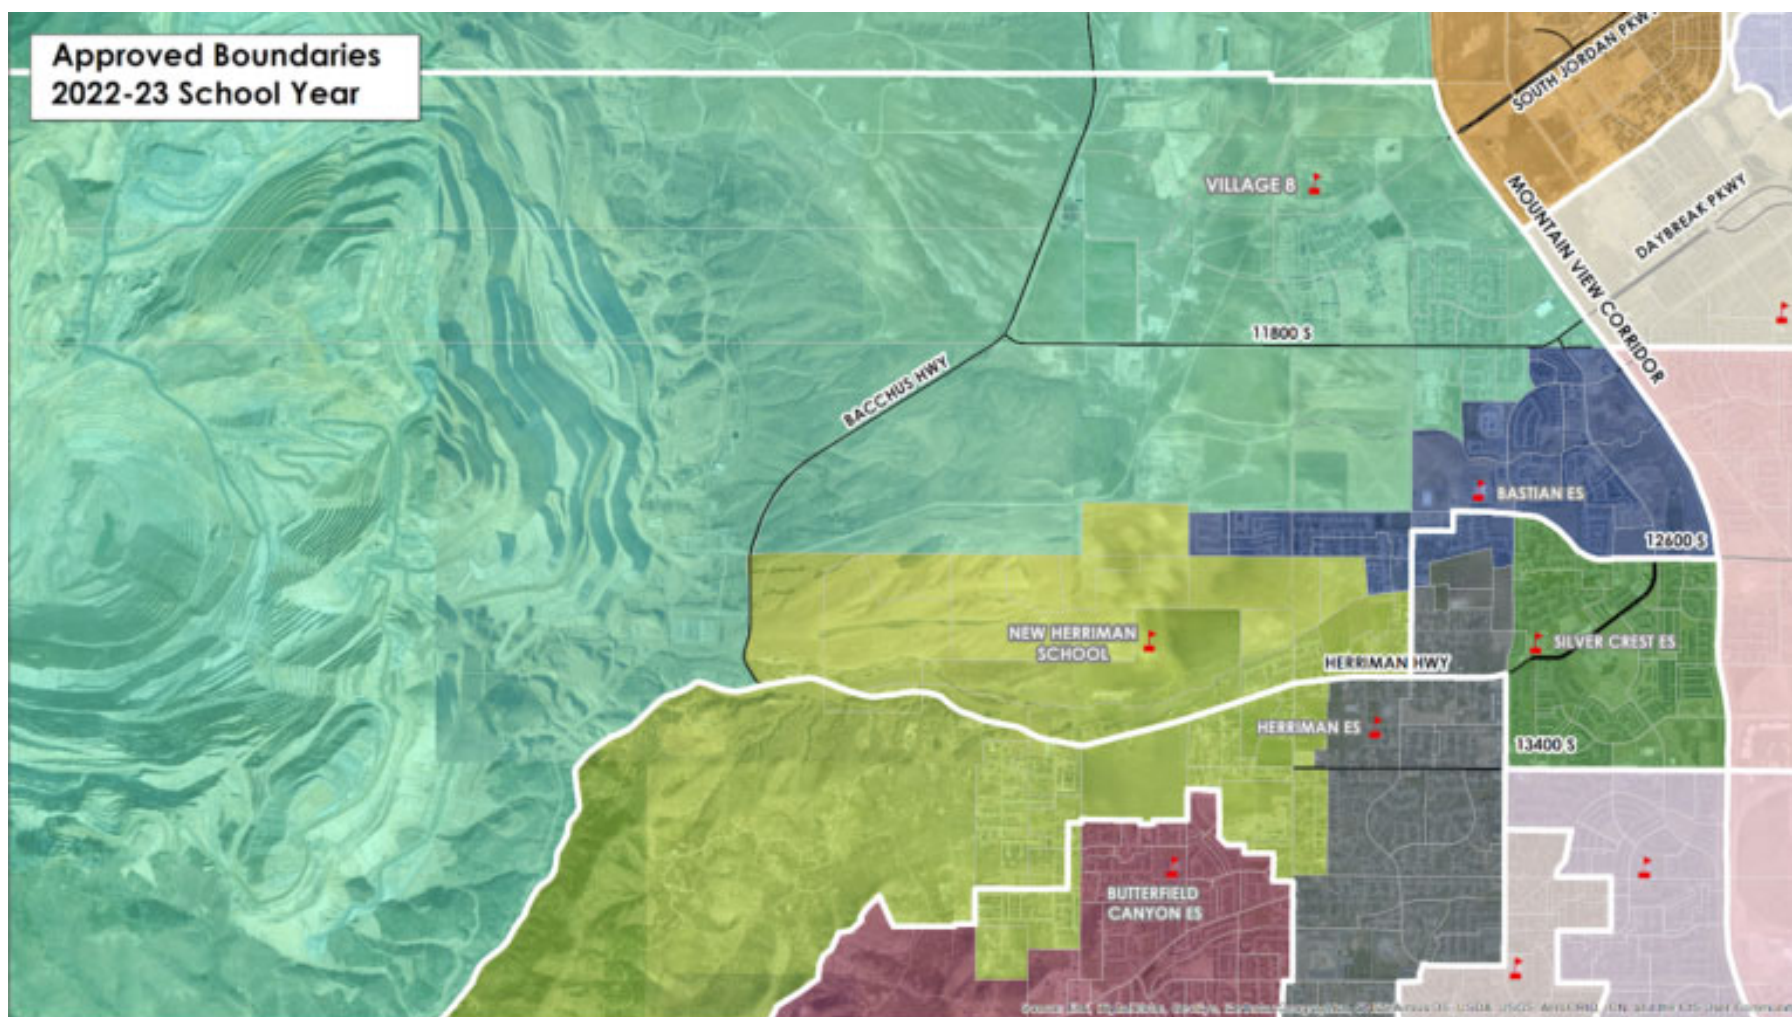 Approved Boundaries
2022-23 School Year
SOUTH JORDAN PKWY
VILLAGE 8
MOUNTAIN VIEW CORRIDOR
DAYBREAK PKWY
11800 S
BACCHUS HWY
BASTIAN ES
12600 S
NEW HERRIMAN
SCHOOL
SILVER CREST ES
HERRIMAN HWY
HERRIMAN ES
13400 S
BUTTERFIELD
CANYON ES